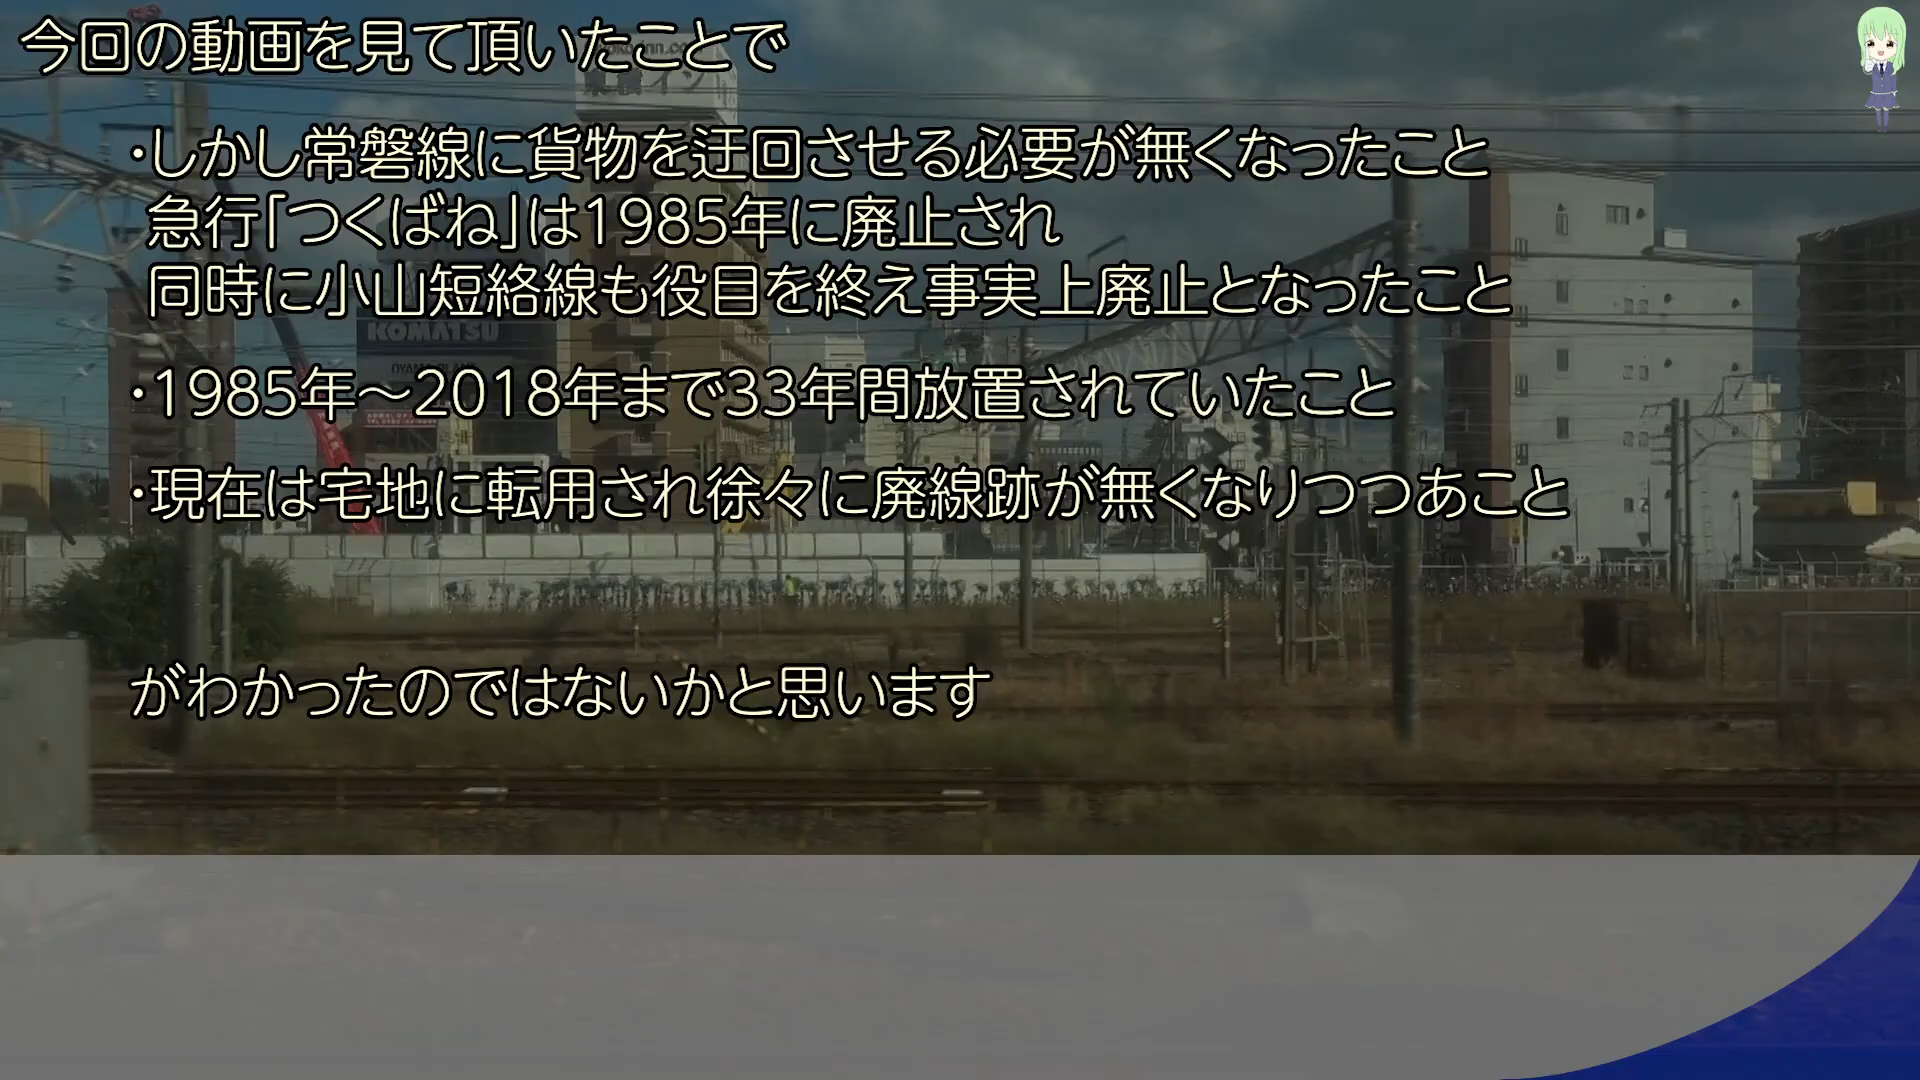 今回の動画を見て頂いたことで
・しかし常磐線に貨物を迂回させる必要が無くなったこと
急行「つくばね」は1985年に廃止され
同時に小山短絡線も役目を終え事実上廃止となったこと
KOMATSU
・1985年～2018年まで33年間放置されていたこと
・現在は宅地に転用され徐々に廃線跡が無くなりつつあこと
がわかったのではないかと思います